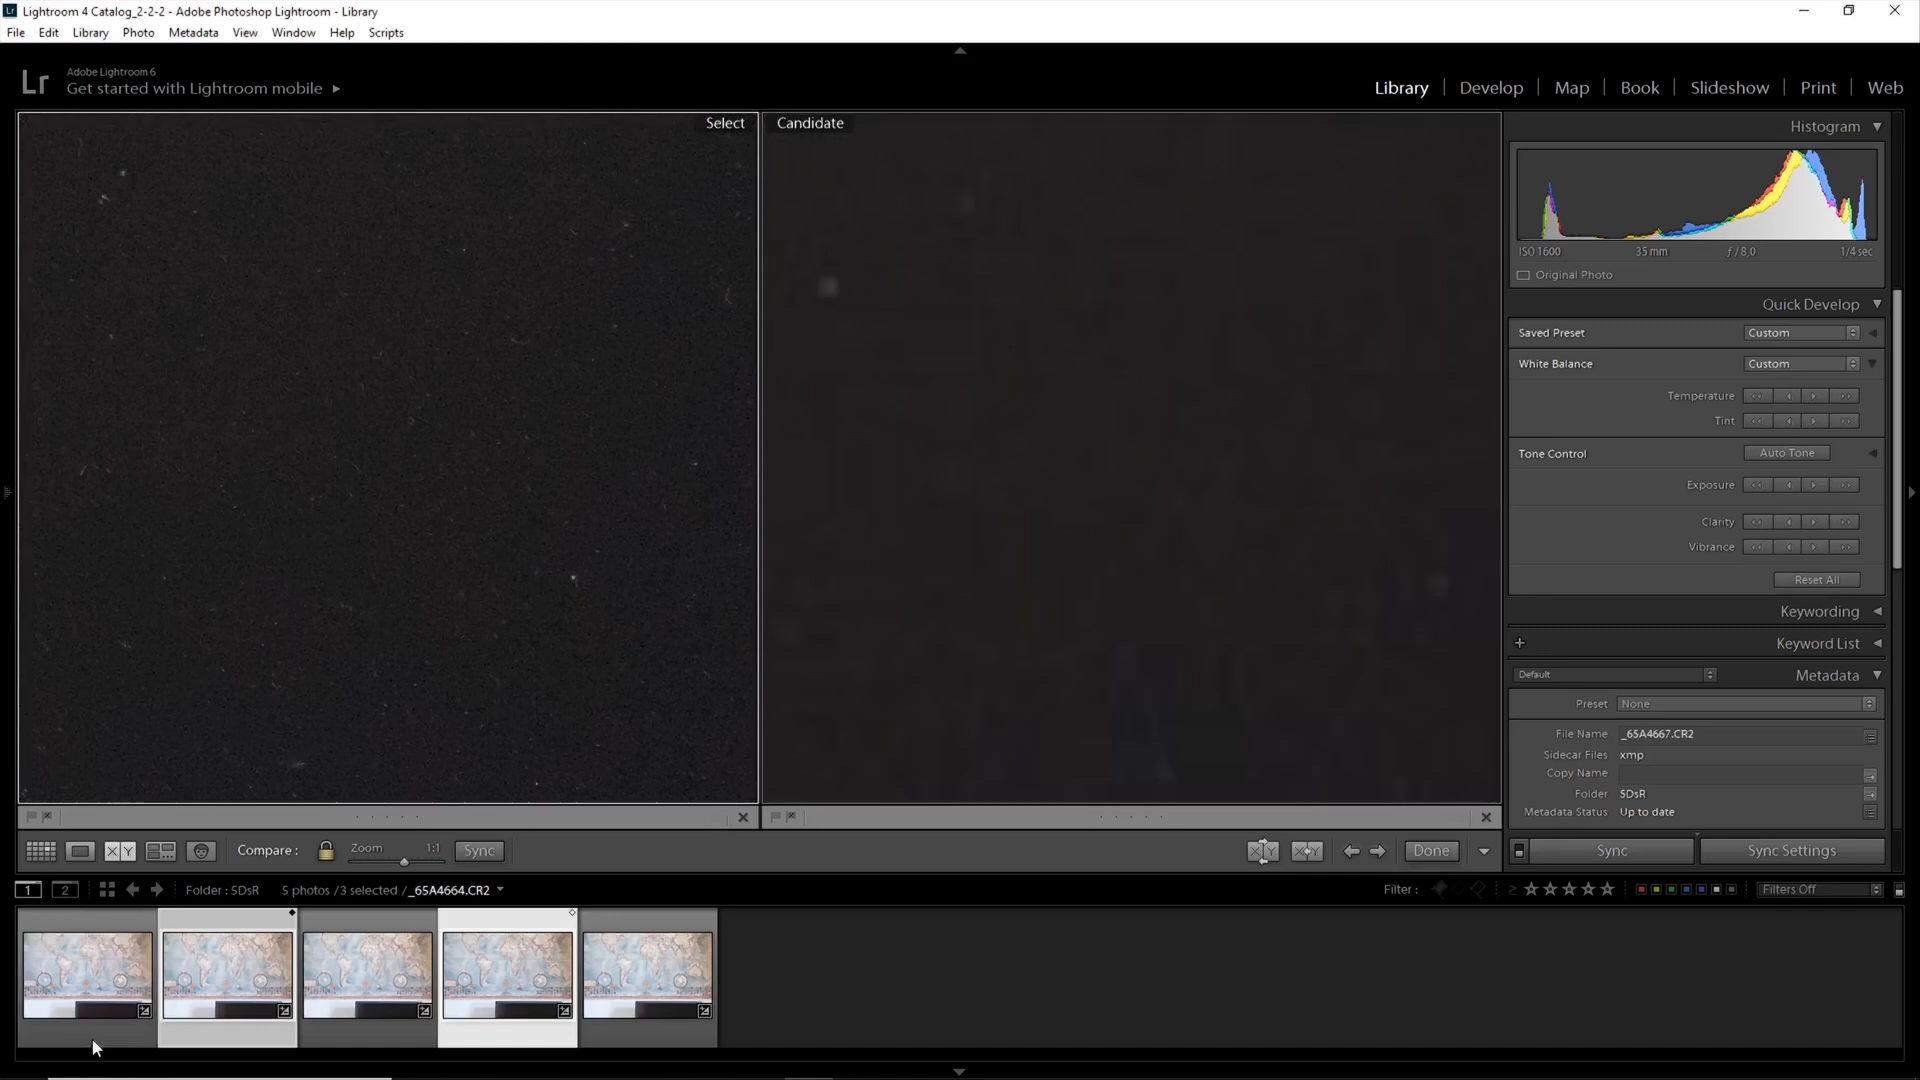 Lightroom 4 Catalog_2-2-2 - Adobe Photoshop Lightroom - Library
File Edit Library Photo Metadata View Window Help Scripts
Lr
Adobe Lightroom 6
Get started with Lightroom mobile
Library | Develop | Map | Book | Slideshow | Print | Web
Select
Candidate
Histogram
ISO 1600 35 mm ƒ / 8,0 1/4 sec
Original Photo
Quick Develop
Saved Preset Custom
White Balance Custom
Temperature
Tint
Tone Control Auto Tone
Exposure
Clarity
Vibrance
Reset All
Keywording
+ Keyword List
Default Metadata
Preset None
File Name _65A4667.CR2
Sidecar Files xmp
Copy Name
Folder 5DsR
Metadata Status Up to date
XY Compare : Zoom 1:1 Sync
XY XY Done
Sync Sync Settings
1 2 Folder : 5DsR 5 photos / 3 selected / _65A4664.CR2
Filter : ≥ Filters Off